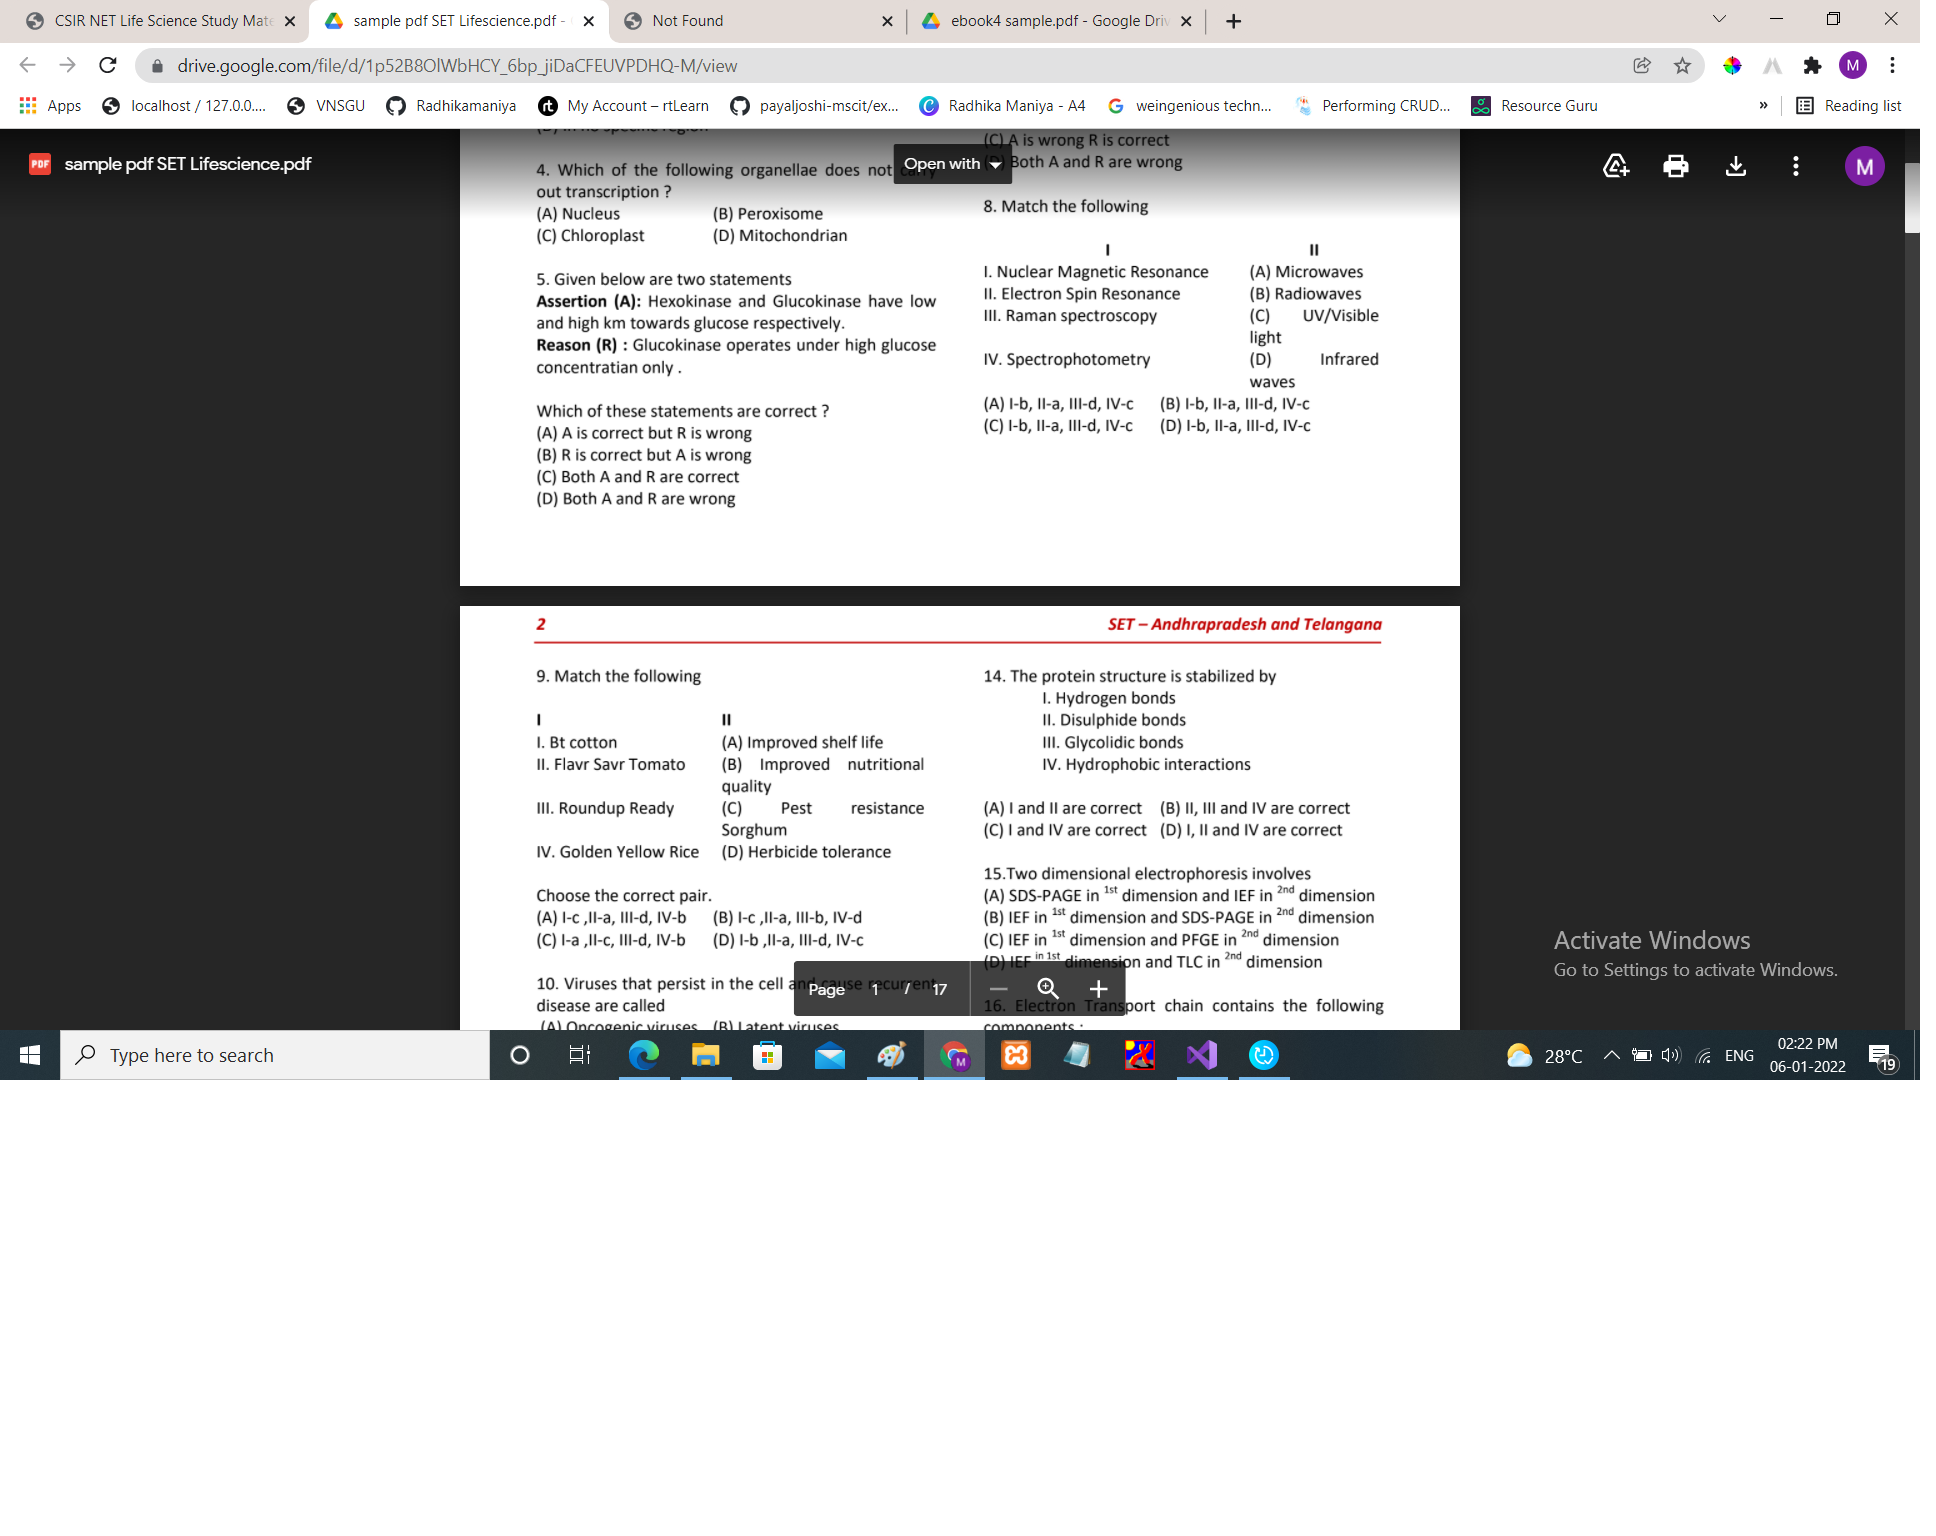 CSIR NET Life Science Study Mate
sample pdf SET Lifescience.pdf -
Not Found
ebook4 sample.pdf - Google Driv
drive.google.com/file/d/1p52B8OlWbHCY_6bp_jiDaCFEUVPDHQ-M/view
M
Apps
localhost / 127.0.0....
VNSGU
Radhikamaniya
rt
My Account – rtLearn
payaljoshi-mscit/ex...
Radhika Maniya - A4
weingenious techn...
Performing CRUD...
Resource Guru
»
Reading list
PDF
sample pdf SET Lifescience.pdf
Open with
M
4. Which of the following organellae does not carry
out transcription ?
(A) Nucleus (B) Peroxisome
(C) Chloroplast (D) Mitochondrian
5. Given below are two statements
Assertion (A): Hexokinase and Glucokinase have low
and high km towards glucose respectively.
Reason (R) : Glucokinase operates under high glucose
concentratian only .
Which of these statements are correct ?
(A) A is correct but R is wrong
(B) R is correct but A is wrong
(C) Both A and R are correct
(D) Both A and R are wrong
(C) A is wrong R is correct
(D) Both A and R are wrong
8. Match the following
I II
I. Nuclear Magnetic Resonance (A) Microwaves
II. Electron Spin Resonance (B) Radiowaves
III. Raman spectroscopy (C) UV/Visible
light
IV. Spectrophotometry (D) Infrared
waves
(A) I-b, II-a, III-d, IV-c (B) I-b, II-a, III-d, IV-c
(C) I-b, II-a, III-d, IV-c (D) I-b, II-a, III-d, IV-c
2 SET – Andhrapradesh and Telangana
9. Match the following
I II
I. Bt cotton (A) Improved shelf life
II. Flavr Savr Tomato (B) Improved nutritional
quality
III. Roundup Ready (C) Pest resistance
Sorghum
IV. Golden Yellow Rice (D) Herbicide tolerance
Choose the correct pair.
(A) I-c ,II-a, III-d, IV-b (B) I-c ,II-a, III-b, IV-d
(C) I-a ,II-c, III-d, IV-b (D) I-b ,II-a, III-d, IV-c
10. Viruses that persist in the cell and cause recurrent
disease are called
(A) Oncogenic viruses (B) Latent viruses
14. The protein structure is stabilized by
I. Hydrogen bonds
II. Disulphide bonds
III. Glycolidic bonds
IV. Hydrophobic interactions
(A) I and II are correct (B) II, III and IV are correct
(C) I and IV are correct (D) I, II and IV are correct
15.Two dimensional electrophoresis involves
(A) SDS-PAGE in 1st dimension and IEF in 2nd dimension
(B) IEF in 1st dimension and SDS-PAGE in 2nd dimension
(C) IEF in 1st dimension and PFGE in 2nd dimension
(D) IEF in 1st dimension and TLC in 2nd dimension
16. Electron Transport chain contains the following
components :
Page 1 / 17
Activate Windows
Go to Settings to activate Windows.
Type here to search
M
28°C
ENG
02:22 PM
06-01-2022
19